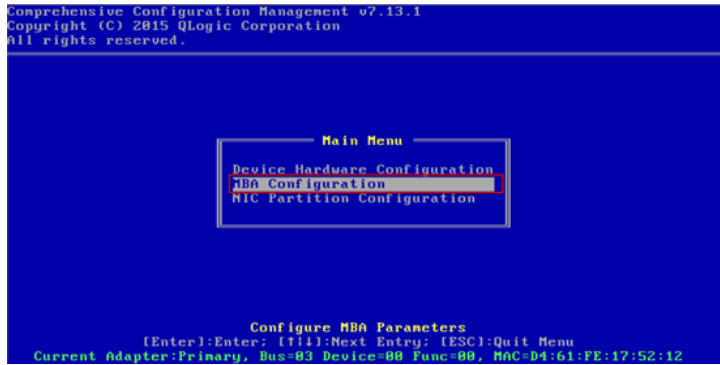 Comprehensive Configuration Management v7.13.1
Copyright (C) 2015 QLogic Corporation
All rights reserved.
Main Menu
Device Hardware Configuration
MBA Configuration
NIC Partition Configuration
Configure MBA Parameters
[Enter]:Enter; [↑¦↓]:Next Entry; [ESC]:Quit Menu
Current Adapter:Primary, Bus=03 Device=00 Func=00, MAC=D4:61:FE:17:52:12